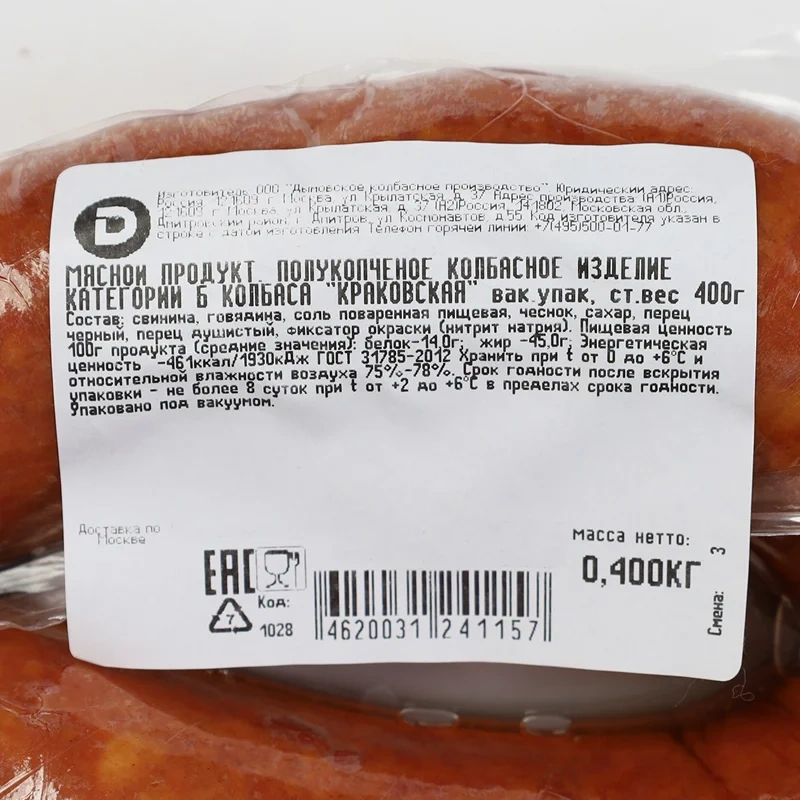 Изготовитель ООО "Дымовское колбасное производство" Юридический адрес:
Россия, 121609 г. Москва, ул Крылатская, д. 37 Адрес производства (А1)Россия,
121609 г Москва, ул Крылатская, д. 37 (А2)Россия, 141802, Московская обл.,
Дмитровский район, г. Дмитров, ул Космонавтов, д.55 Код изготовителя указан в
строке с датой изготовления Телефон горячей линии: +7(495)500-01-77
D
МЯСНОЙ ПРОДУКТ. ПОЛУКОПЧЕНОЕ КОЛБАСНОЕ ИЗДЕЛИЕ
КАТЕГОРИИ Б КОЛБАСА "КРАКОВСКАЯ" вак.упак, ст.вес 400г
Состав: свинина, говядина, соль поваренная пищевая, чеснок, сахар, перец
черный, перец душистый, фиксатор окраски (нитрит натрия). Пищевая ценность
100г продукта (средние значения): белок-14,0г; жир -45,0г; Энергетическая
ценность -461ккал/1930кДж ГОСТ 31785-2012 Хранить при t от 0 до +6°С и
относительной влажности воздуха 75%-78%. Срок годности после вскрытия
упаковки - не более 8 суток при t от +2 до +6°С в пределах срока годности.
Упаковано под вакуумом.
Доставка по
Москве
масса нетто:
0,400КГ
Смена: 3
EAC
7
Код:
1028
4620031 241157